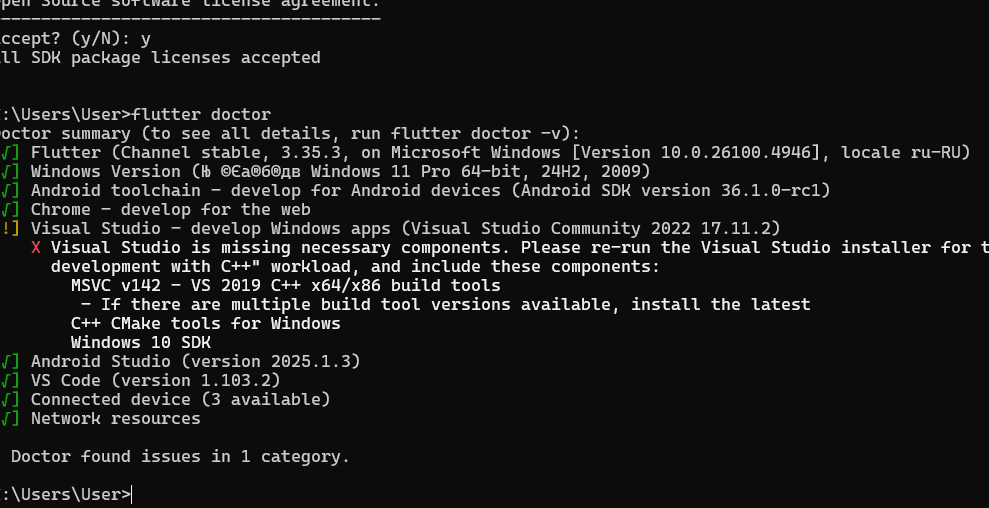 pen Source software license agreement.
--------------------------------------
ccept? (y/N): y
ll SDK package licenses accepted
:\Users\User>flutter doctor
octor summary (to see all details, run flutter doctor -v):
√] Flutter (Channel stable, 3.35.3, on Microsoft Windows [Version 10.0.26100.4946], locale ru-RU)
√] Windows Version (Њ ©Єа®б®дв Windows 11 Pro 64-bit, 24H2, 2009)
√] Android toolchain - develop for Android devices (Android SDK version 36.1.0-rc1)
√] Chrome - develop for the web
!] Visual Studio - develop Windows apps (Visual Studio Community 2022 17.11.2)
X Visual Studio is missing necessary components. Please re-run the Visual Studio installer for t
development with C++" workload, and include these components:
MSVC v142 - VS 2019 C++ x64/x86 build tools
- If there are multiple build tool versions available, install the latest
C++ CMake tools for Windows
Windows 10 SDK
√] Android Studio (version 2025.1.3)
√] VS Code (version 1.103.2)
√] Connected device (3 available)
√] Network resources
Doctor found issues in 1 category.
:\Users\User>